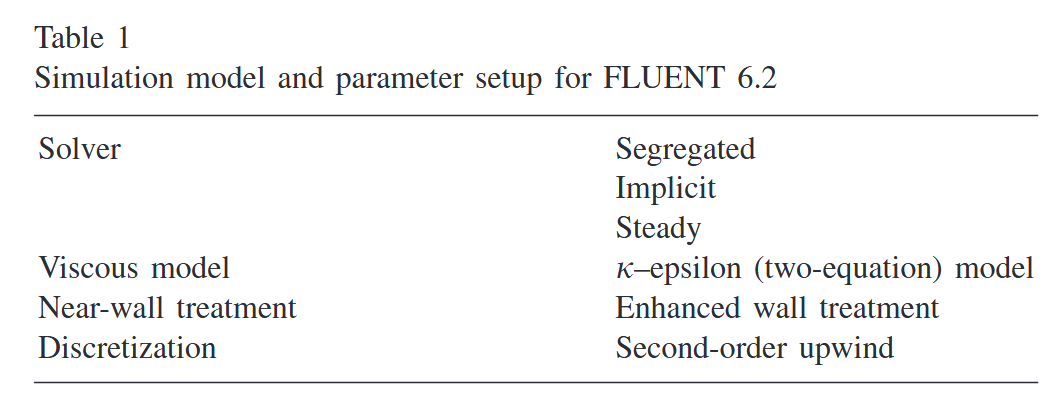 Table 1
Simulation model and parameter setup for FLUENT 6.2
Solver Segregated
Implicit
Steady
Viscous model κ–epsilon (two-equation) model
Near-wall treatment Enhanced wall treatment
Discretization Second-order upwind